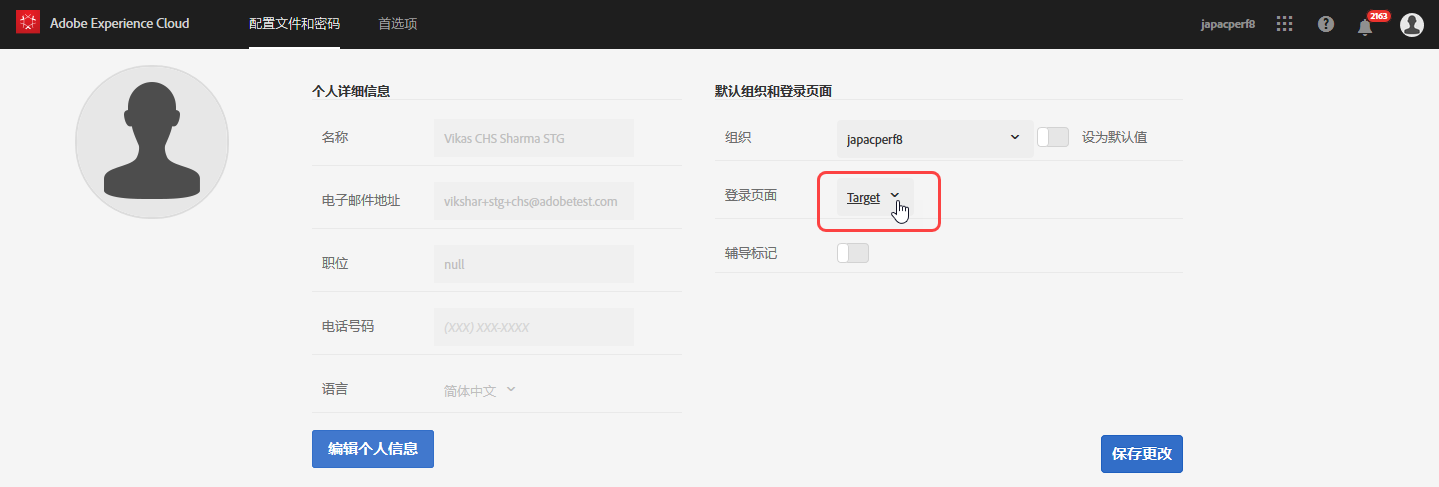 Adobe Experience Cloud 配置文件和密码 首选项 japacperf8 2163
个人详细信息
名称 Vikas CHS Sharma STG
电子邮件地址 vikshar+stg+chs@adobetest.com
职位 null
电话号码 (XXX) XXX-XXXX
语言 简体中文
编辑个人信息
默认组织和登录页面
组织 japacperf8 设为默认值
登录页面 Target
辅导标记
保存更改